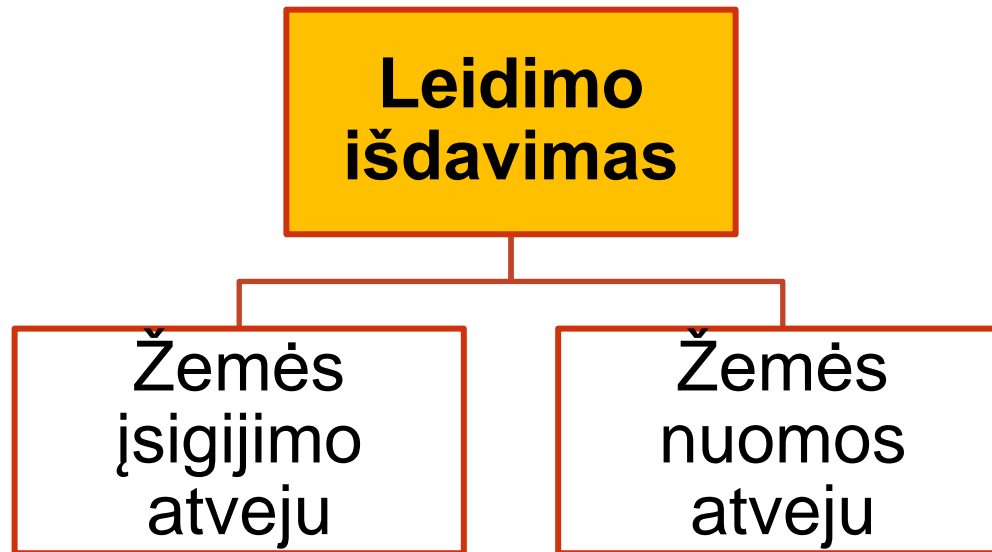 Leidimo
išdavimas
Žemės
įsigijimo
atveju
Žemės
nuomos
atveju